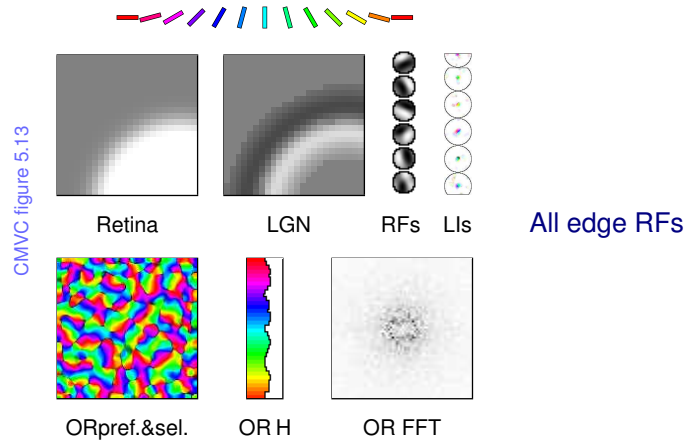 CMVC figure 5.13
Retina
LGN
RFs
LIs
All edge RFs
ORpref.&sel.
OR H
OR FFT